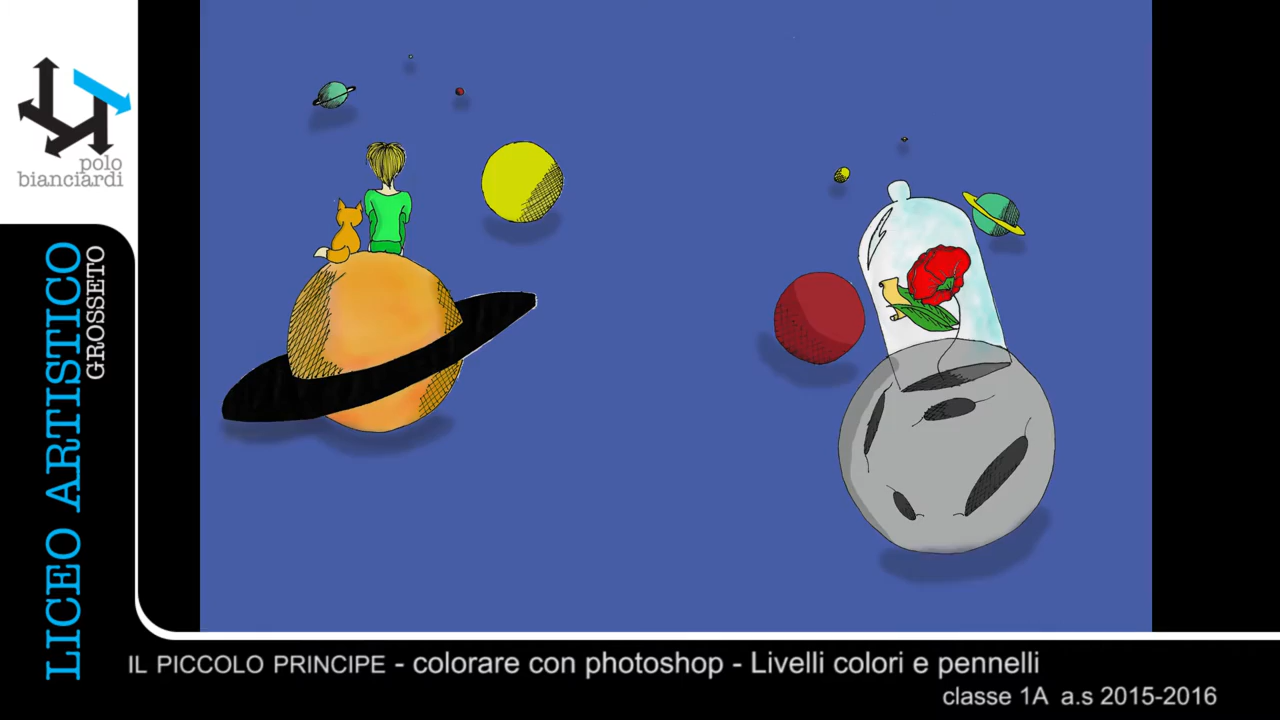 polo
bianciardi
LICEO ARTISTICO
GROSSETO
IL PICCOLO PRINCIPE - colorare con photoshop - Livelli colori e pennelli
classe 1A a.s 2015-2016